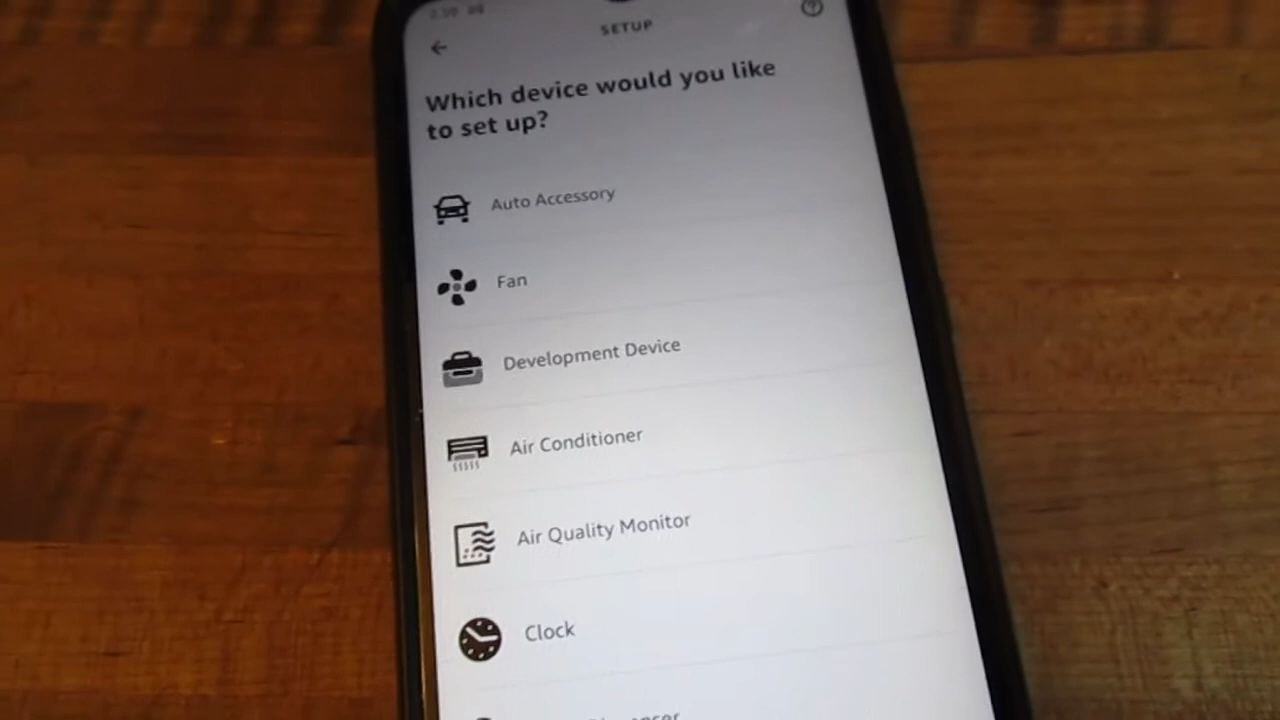 SETUP
Which device would you like
to set up?
Auto Accessory
Fan
Development Device
Air Conditioner
Air Quality Monitor
Clock